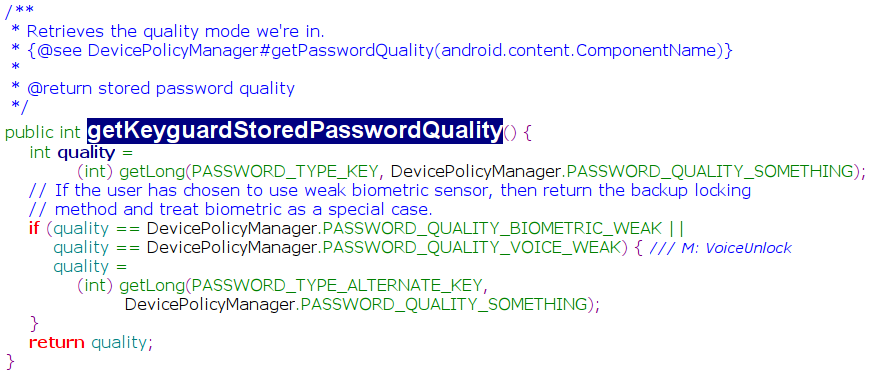 /**
 * Retrieves the quality mode we're in.
 * {@see DevicePolicyManager#getPasswordQuality(android.content.ComponentName)}
 *
 * @return stored password quality
 */
public int getKeyguardStoredPasswordQuality() {
    int quality =
            (int) getLong(PASSWORD_TYPE_KEY, DevicePolicyManager.PASSWORD_QUALITY_SOMETHING);
    // If the user has chosen to use weak biometric sensor, then return the backup locking
    // method and treat biometric as a special case.
    if (quality == DevicePolicyManager.PASSWORD_QUALITY_BIOMETRIC_WEAK ||
        quality == DevicePolicyManager.PASSWORD_QUALITY_VOICE_WEAK) { /// M: VoiceUnlock
        quality =
            (int) getLong(PASSWORD_TYPE_ALTERNATE_KEY,
                    DevicePolicyManager.PASSWORD_QUALITY_SOMETHING);
    }
    return quality;
}